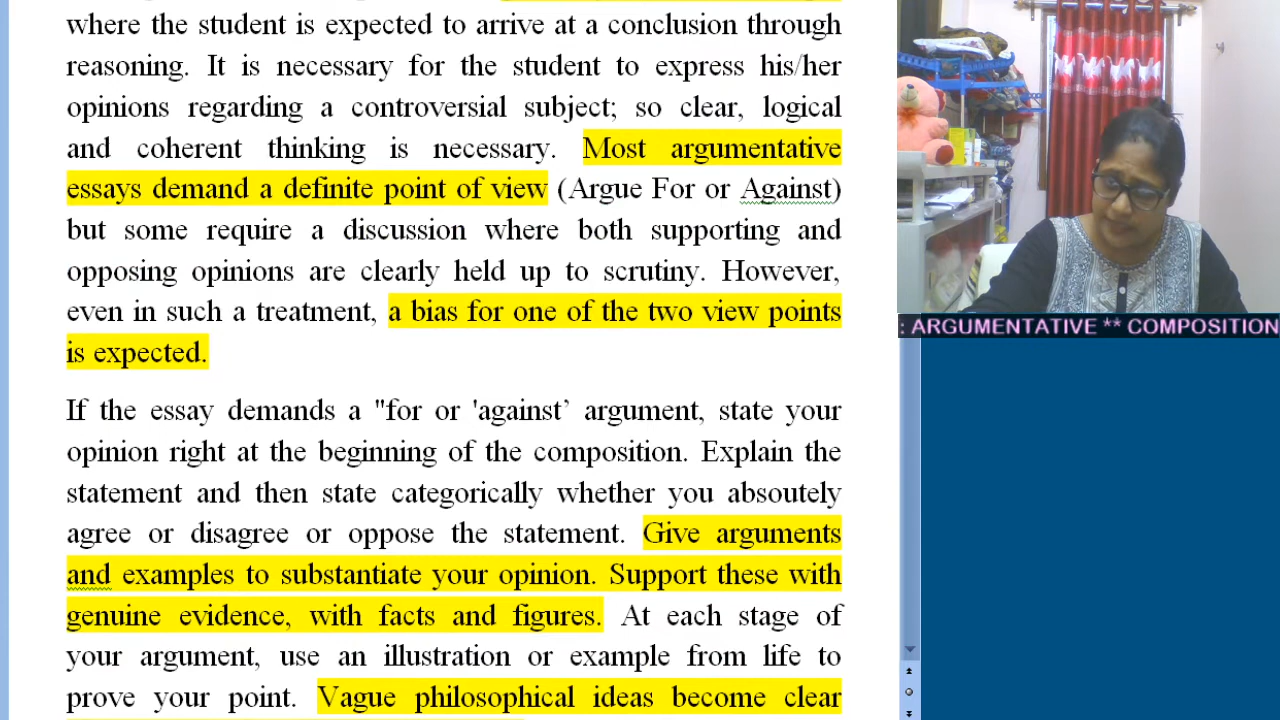 where the student is expected to arrive at a conclusion through
reasoning. It is necessary for the student to express his/her
opinions regarding a controversial subject; so clear, logical
and coherent thinking is necessary. Most argumentative
essays demand a definite point of view (Argue For or Against)
but some require a discussion where both supporting and
opposing opinions are clearly held up to scrutiny. However,
even in such a treatment, a bias for one of the two view points
is expected.
If the essay demands a "for or 'against’ argument, state your
opinion right at the beginning of the composition. Explain the
statement and then state categorically whether you absoutely
agree or disagree or oppose the statement. Give arguments
and examples to substantiate your opinion. Support these with
genuine evidence, with facts and figures. At each stage of
your argument, use an illustration or example from life to
prove your point. Vague philosophical ideas become clear
: ARGUMENTATIVE ** COMPOSITION